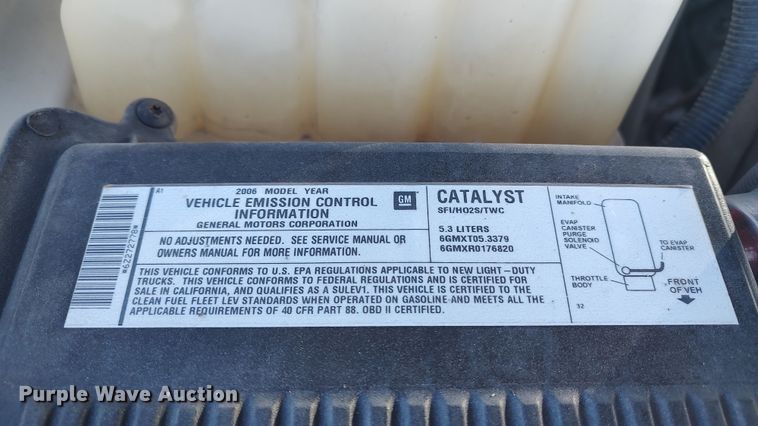 A1
2006 MODEL YEAR
VEHICLE EMISSION CONTROL
INFORMATION
GENERAL MOTORS CORPORATION
GM
CATALYST
SFI/HO2S/TWC
5.3 LITERS
6GMXT05.3379
6GMXR0176820
NO ADJUSTMENTS NEEDED. SEE SERVICE MANUAL OR
OWNERS MANUAL FOR MORE INFORMATION.
THIS VEHICLE CONFORMS TO U.S. EPA REGULATIONS APPLICABLE TO NEW LIGHT-DUTY
TRUCKS. THIS VEHICLE CONFORMS TO FEDERAL REGULATIONS AND IS CERTIFIED FOR
SALE IN CALIFORNIA, AND QUALIFIES AS A SULEV1. THIS VEHICLE IS CERTIFIED TO THE
CLEAN FUEL FLEET LEV STANDARDS WHEN OPERATED ON GASOLINE AND MEETS ALL THE
APPLICABLE REQUIREMENTS OF 40 CFR PART 88. OBD II CERTIFIED.
*62272778*
INTAKE
MANIFOLD
EVAP
CANISTER
PURGE
SOLENOID
VALVE
TO EVAP
CANISTER
THROTTLE
BODY
FRONT
OF VEH
32
Purple Wave Auction